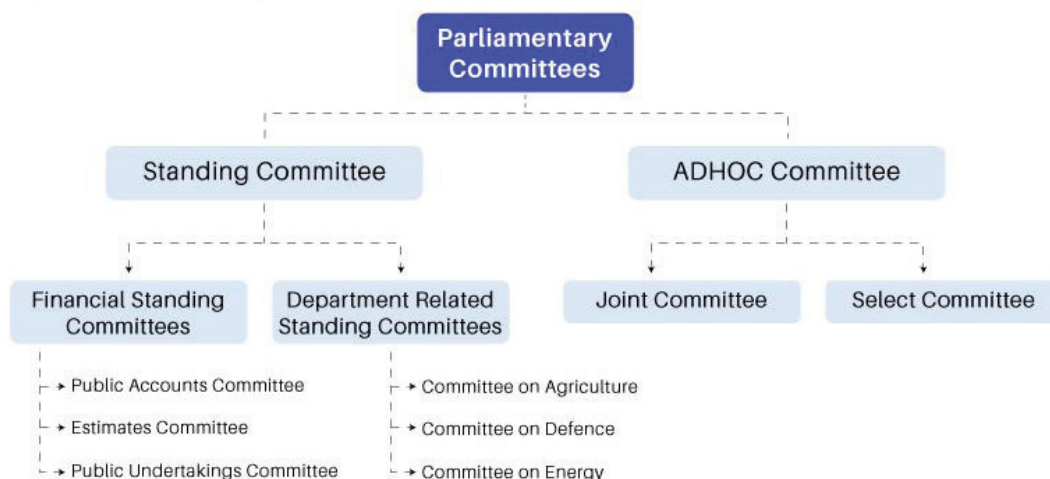 Parliamentary
Committees
Standing Committee
ADHOC Committee
Financial Standing
Committees
Department Related
Standing Committees
Joint Committee
Select Committee
Public Accounts Committee
Estimates Committee
Public Undertakings Committee
Committee on Agriculture
Committee on Defence
Committee on Energy